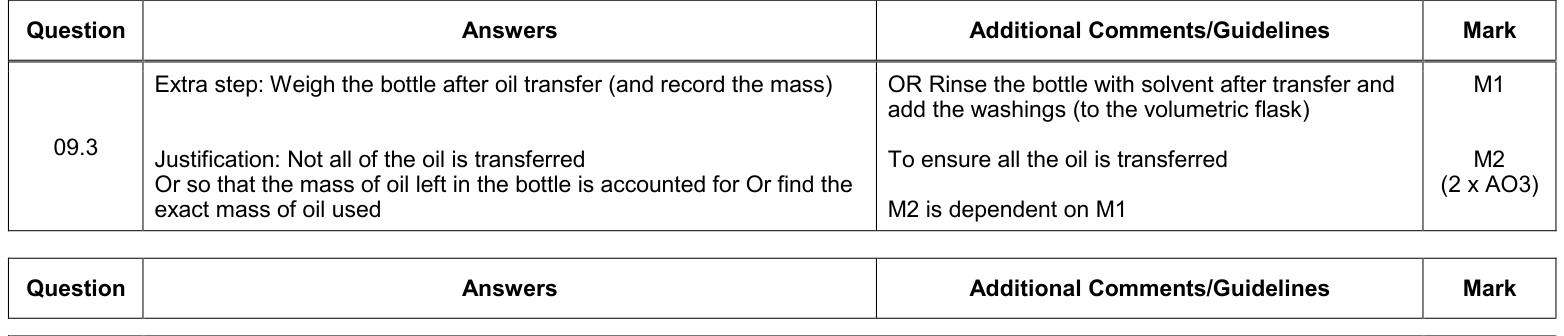 Question Answers Additional Comments/Guidelines Mark
09.3
Extra step: Weigh the bottle after oil transfer (and record the mass)
Justification: Not all of the oil is transferred
Or so that the mass of oil left in the bottle is accounted for Or find the
exact mass of oil used
OR Rinse the bottle with solvent after transfer and
add the washings (to the volumetric flask)
To ensure all the oil is transferred
M2 is dependent on M1
M1
M2
(2 x AO3)
Question Answers Additional Comments/Guidelines Mark